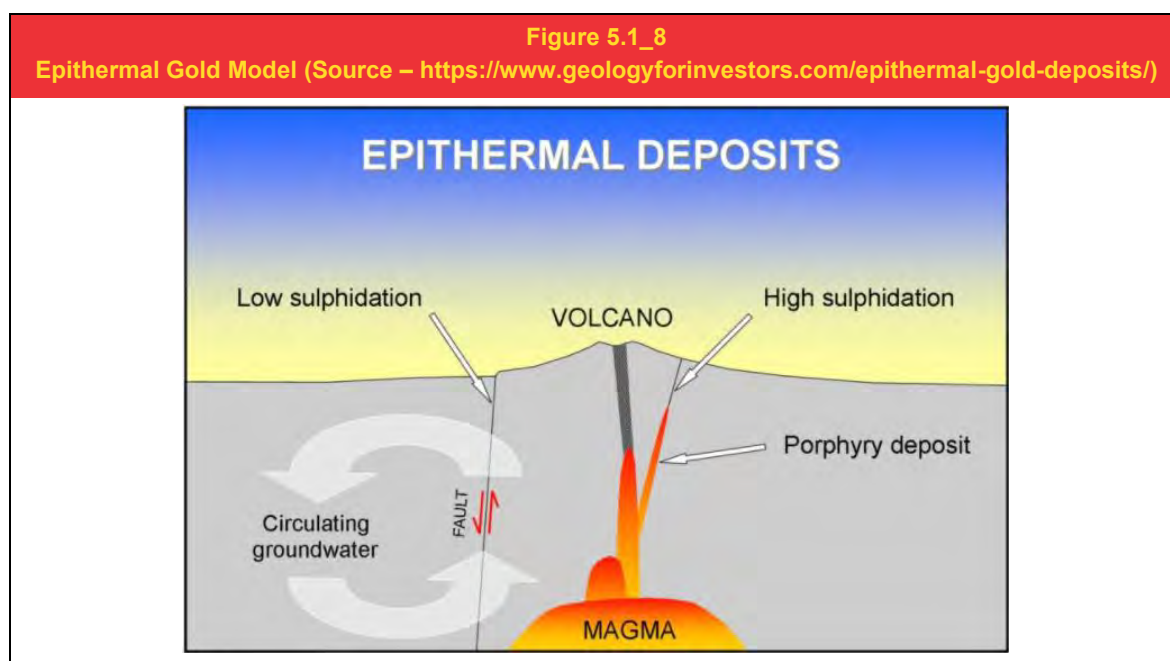 Figure 5.1_8
Epithermal Gold Model (Source – https://www.geologyforinvestors.com/epithermal-gold-deposits/)
EPITHERMAL DEPOSITS
Low sulphidation
High sulphidation
VOLCANO
Porphyry deposit
FAULT
Circulating
groundwater
MAGMA